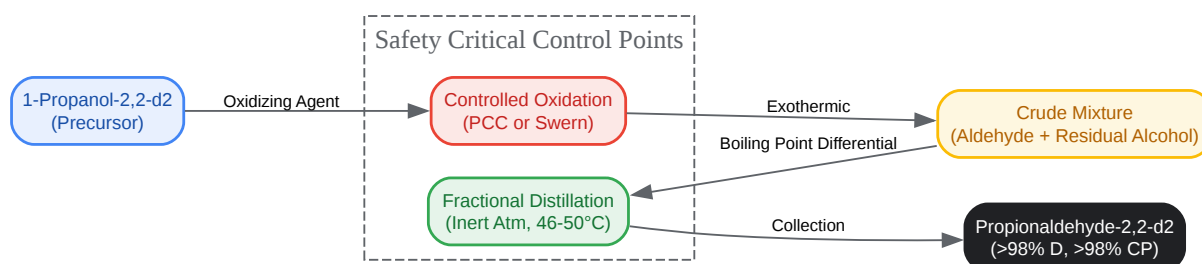 Safety Critical Control Points
1-Propanol-2,2-d2
(Precursor)
Oxidizing Agent
Controlled Oxidation
(PCC or Swern)
Exothermic
Crude Mixture
(Aldehyde + Residual Alcohol)
Boiling Point Differential
Fractional Distillation
(Inert Atm, 46-50°C)
Collection
Propionaldehyde-2,2-d2
(>98% D, >98% CP)